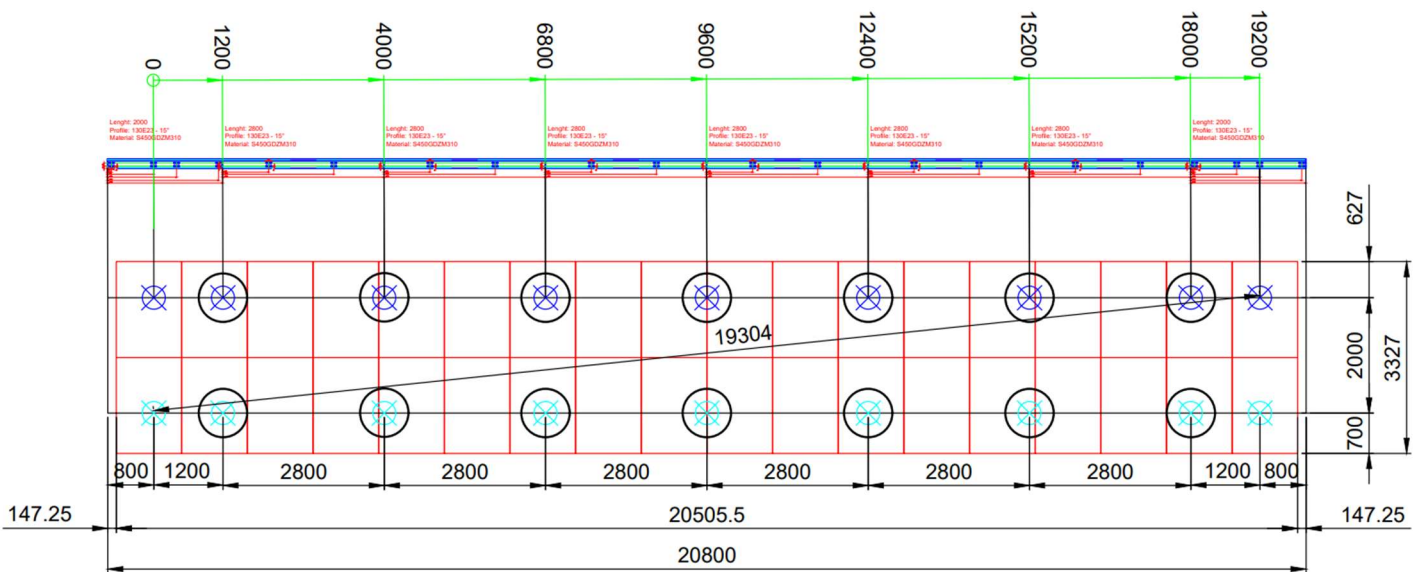 0
1200
4000
6800
9600
12400
15200
18000
19200
Lenght: 2000
Profile: 130E23 - 15°
Material: S450GDZM310
Lenght: 2800
Profile: 130E23 - 15°
Material: S450GDZM310
Lenght: 2800
Profile: 130E23 - 15°
Material: S450GDZM310
Lenght: 2800
Profile: 130E23 - 15°
Material: S450GDZM310
Lenght: 2800
Profile: 130E23 - 15°
Material: S450GDZM310
Lenght: 2800
Profile: 130E23 - 15°
Material: S450GDZM310
Lenght: 2800
Profile: 130E23 - 15°
Material: S450GDZM310
Lenght: 2000
Profile: 130E23 - 15°
Material: S450GDZM310
627
19304
2000
3327
700
800
1200
2800
2800
2800
2800
2800
2800
1200
800
147.25
20505.5
147.25
20800